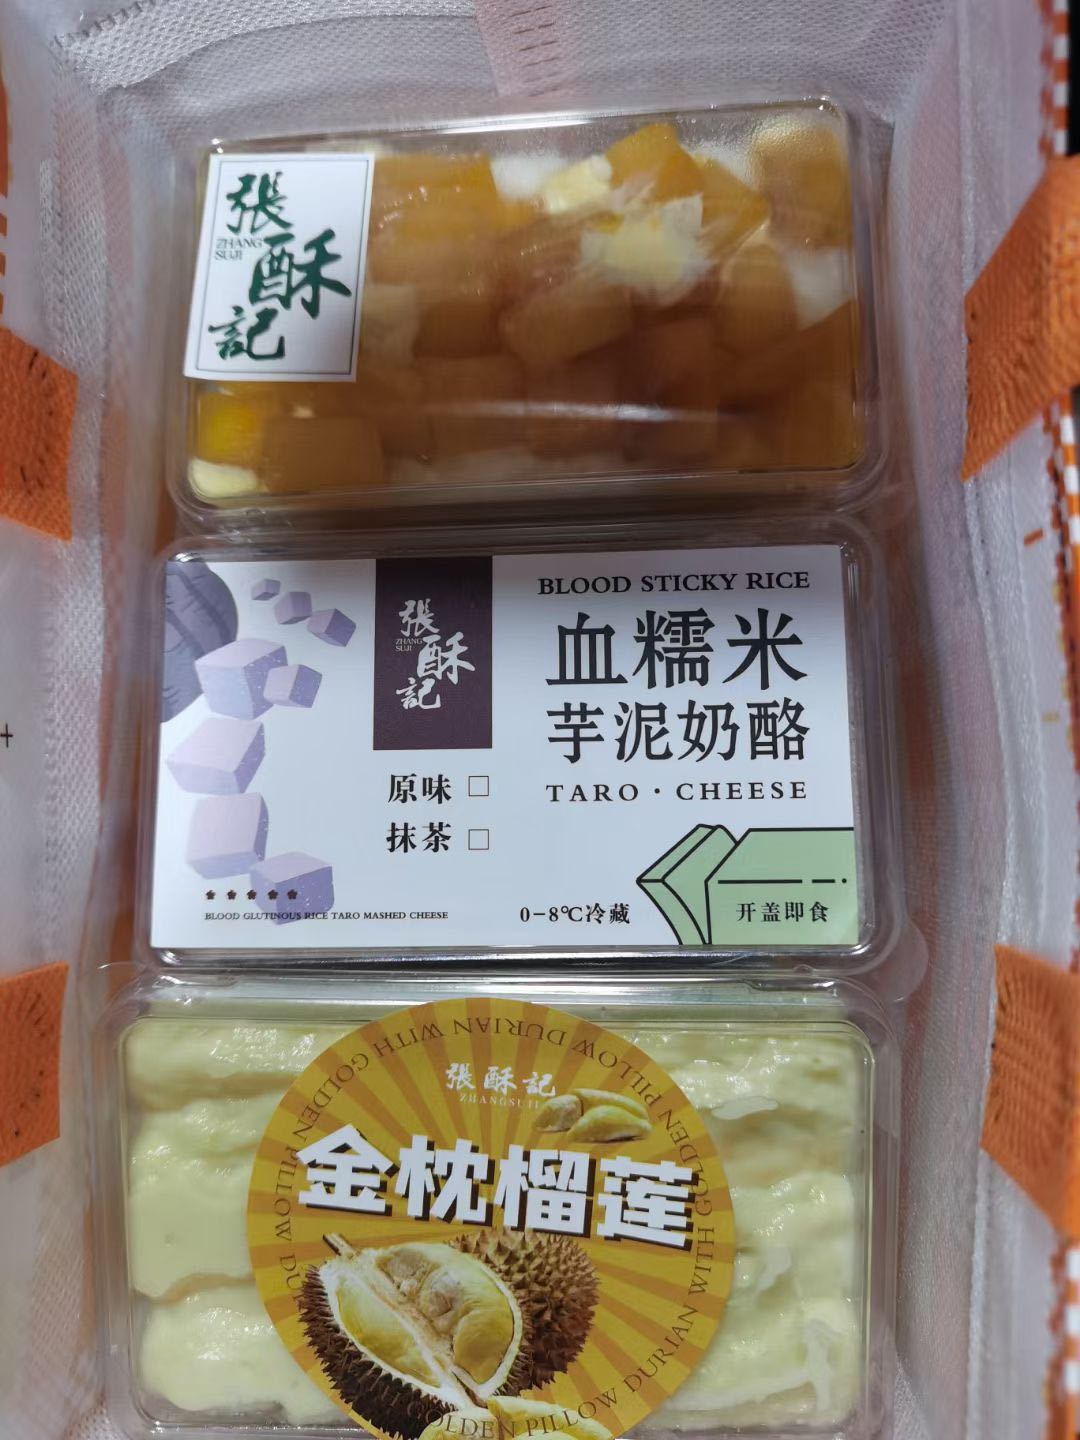 張
ZHANG
SUJI
酥
記
BLOOD STICKY RICE
血糯米
芋泥奶酪
TARO · CHEESE
張
ZHANG
SUJI
酥
記
原味 □
抹茶 □
BLOOD GLUTINOUS RICE TARO MASHED CHEESE
0-8℃冷藏
开盖即食
GOLDEN PILLOW DURIAN WITH GOLDEN PILLOW DURIAN WITH GOLDEN PILLOW DU
張酥記
ZHANGSUJI
金枕榴莲